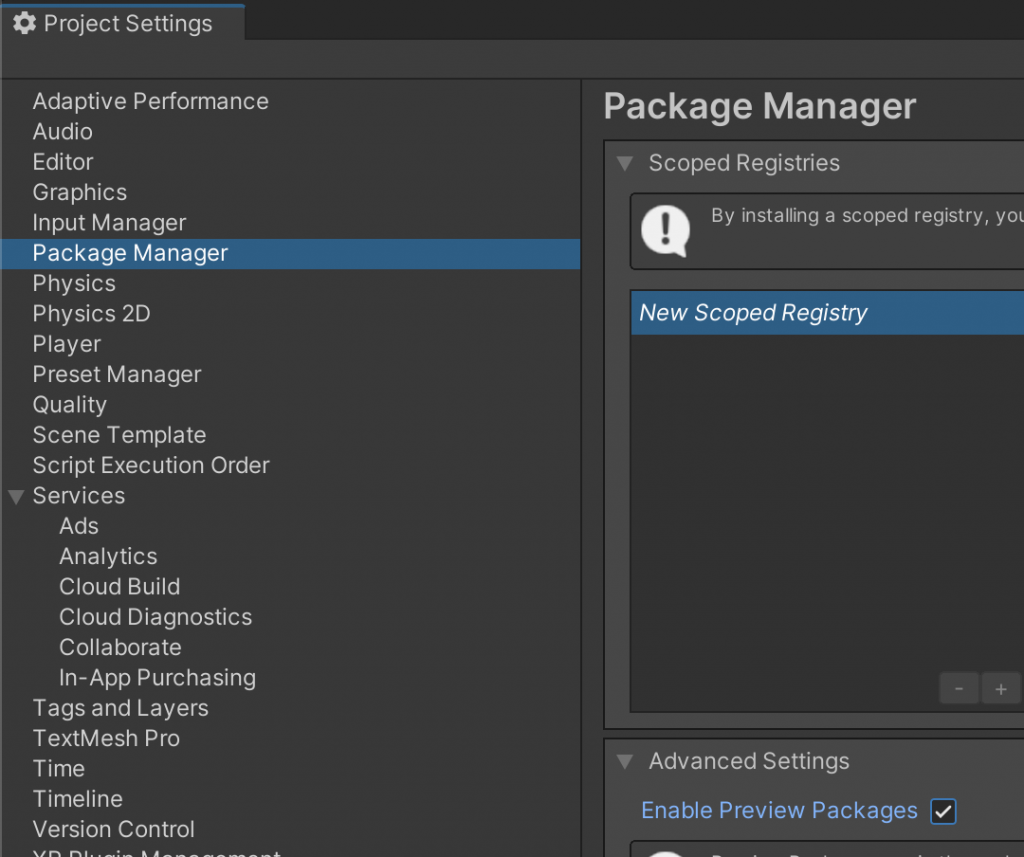 Project Settings
Adaptive Performance
Audio
Editor
Graphics
Input Manager
Package Manager
Physics
Physics 2D
Player
Preset Manager
Quality
Scene Template
Script Execution Order
Services
Ads
Analytics
Cloud Build
Cloud Diagnostics
Collaborate
In-App Purchasing
Tags and Layers
TextMesh Pro
Time
Timeline
Version Control
XR Plugin Management
Package Manager
Scoped Registries
By installing a scoped registry, you
New Scoped Registry
- +
Advanced Settings
Enable Preview Packages